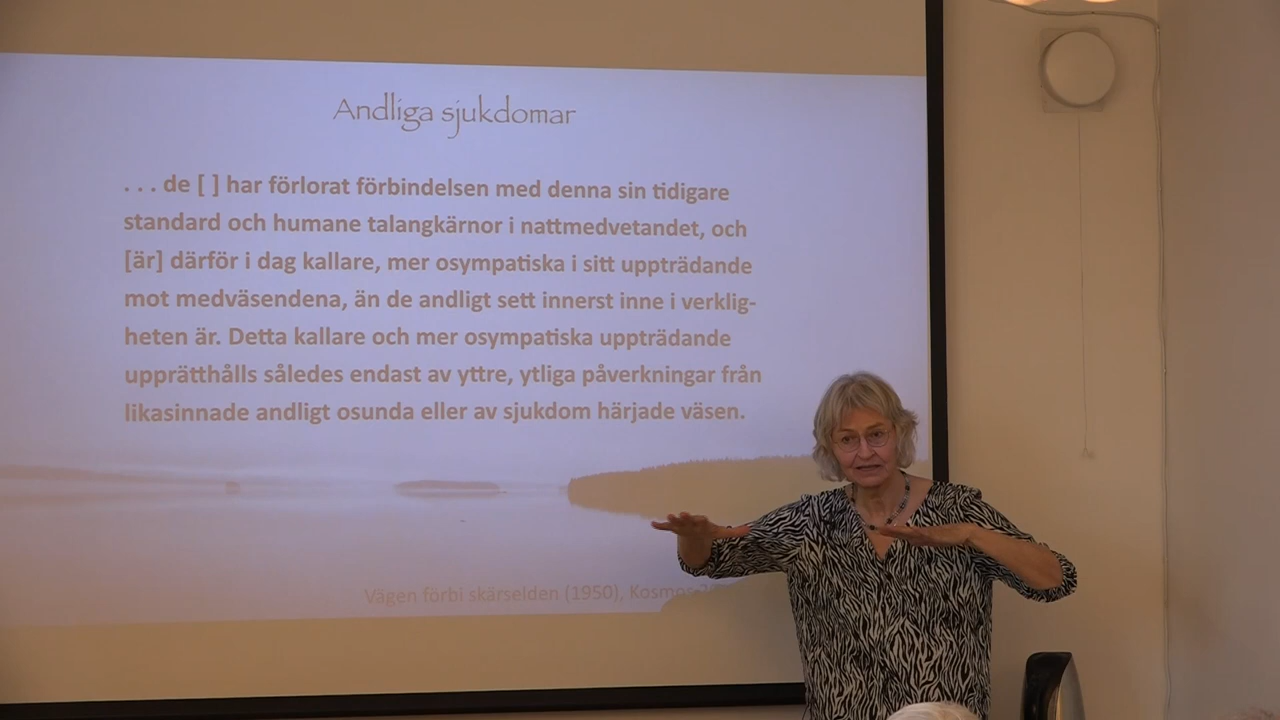 Andliga sjukdomar
. . . de [ ] har förlorat förbindelsen med denna sin tidigare
standard och humane talangkärnor i nattmedvetandet, och
[är] därför i dag kallare, mer osympatiska i sitt uppträdande
mot medväsendena, än de andligt sett innerst inne i verklig-
heten är. Detta kallare och mer osympatiska uppträdande
upprätthålls således endast av yttre, ytliga påverkningar från
likasinnade andligt osunda eller av sjukdom härjade väsen.
Vägen förbi skärselden (1950), Kosmos